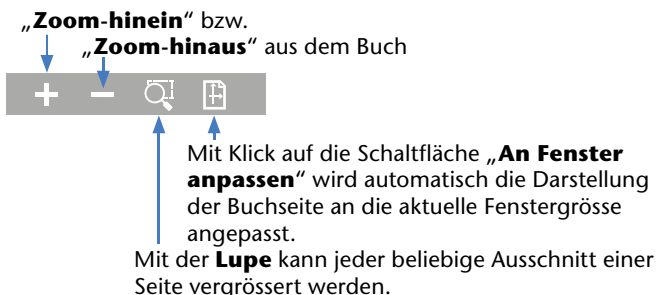 „Zoom-hinein“ bzw.
„Zoom-hinaus“ aus dem Buch
Mit Klick auf die Schaltfläche „An Fenster
anpassen“ wird automatisch die Darstellung
der Buchseite an die aktuelle Fenstergrösse
angepasst.
Mit der Lupe kann jeder beliebige Ausschnitt einer
Seite vergrössert werden.